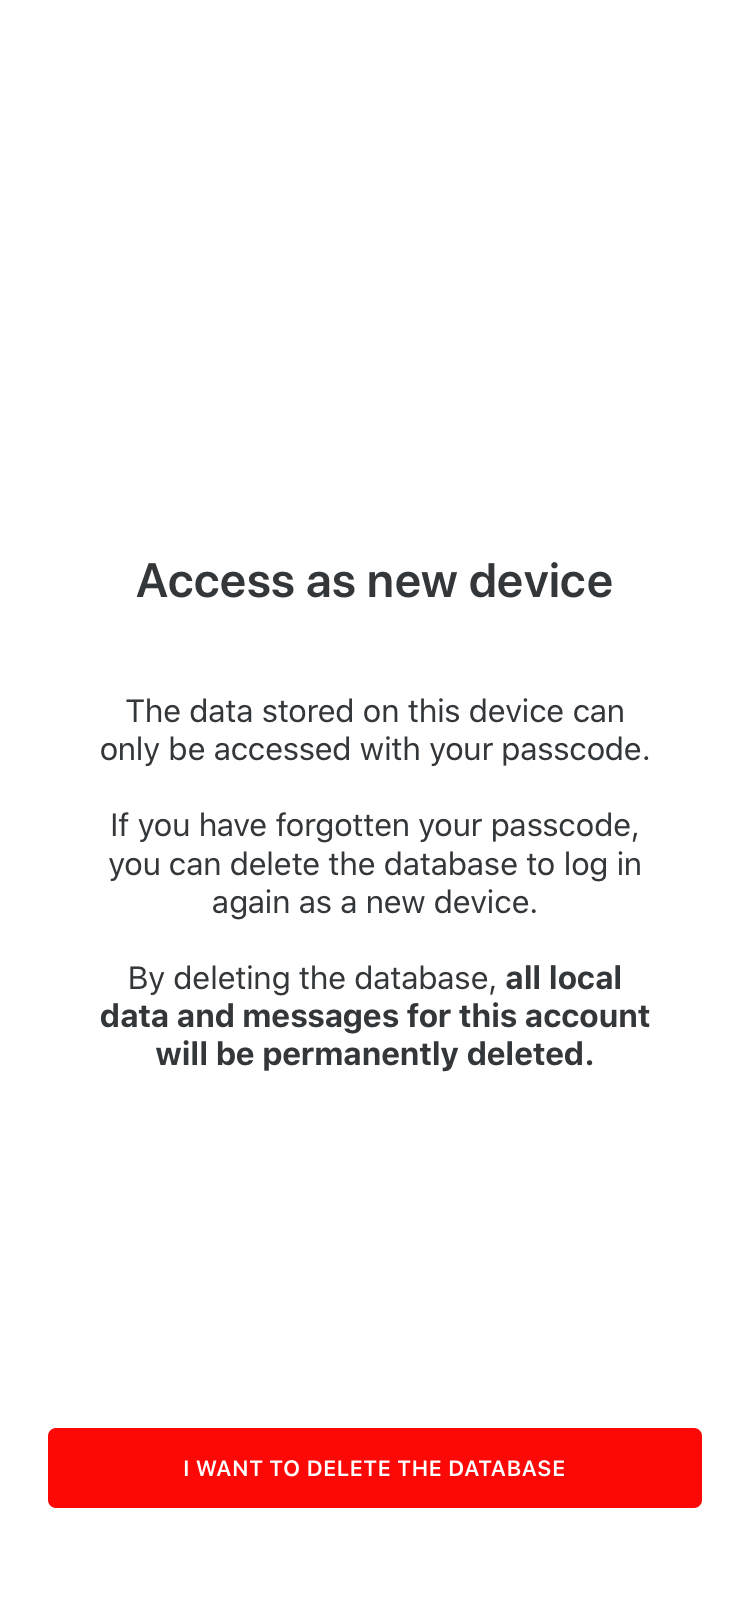 Access as new device
The data stored on this device can
only be accessed with your passcode.
If you have forgotten your passcode,
you can delete the database to log in
again as a new device.
By deleting the database, all local
data and messages for this account
will be permanently deleted.
I WANT TO DELETE THE DATABASE